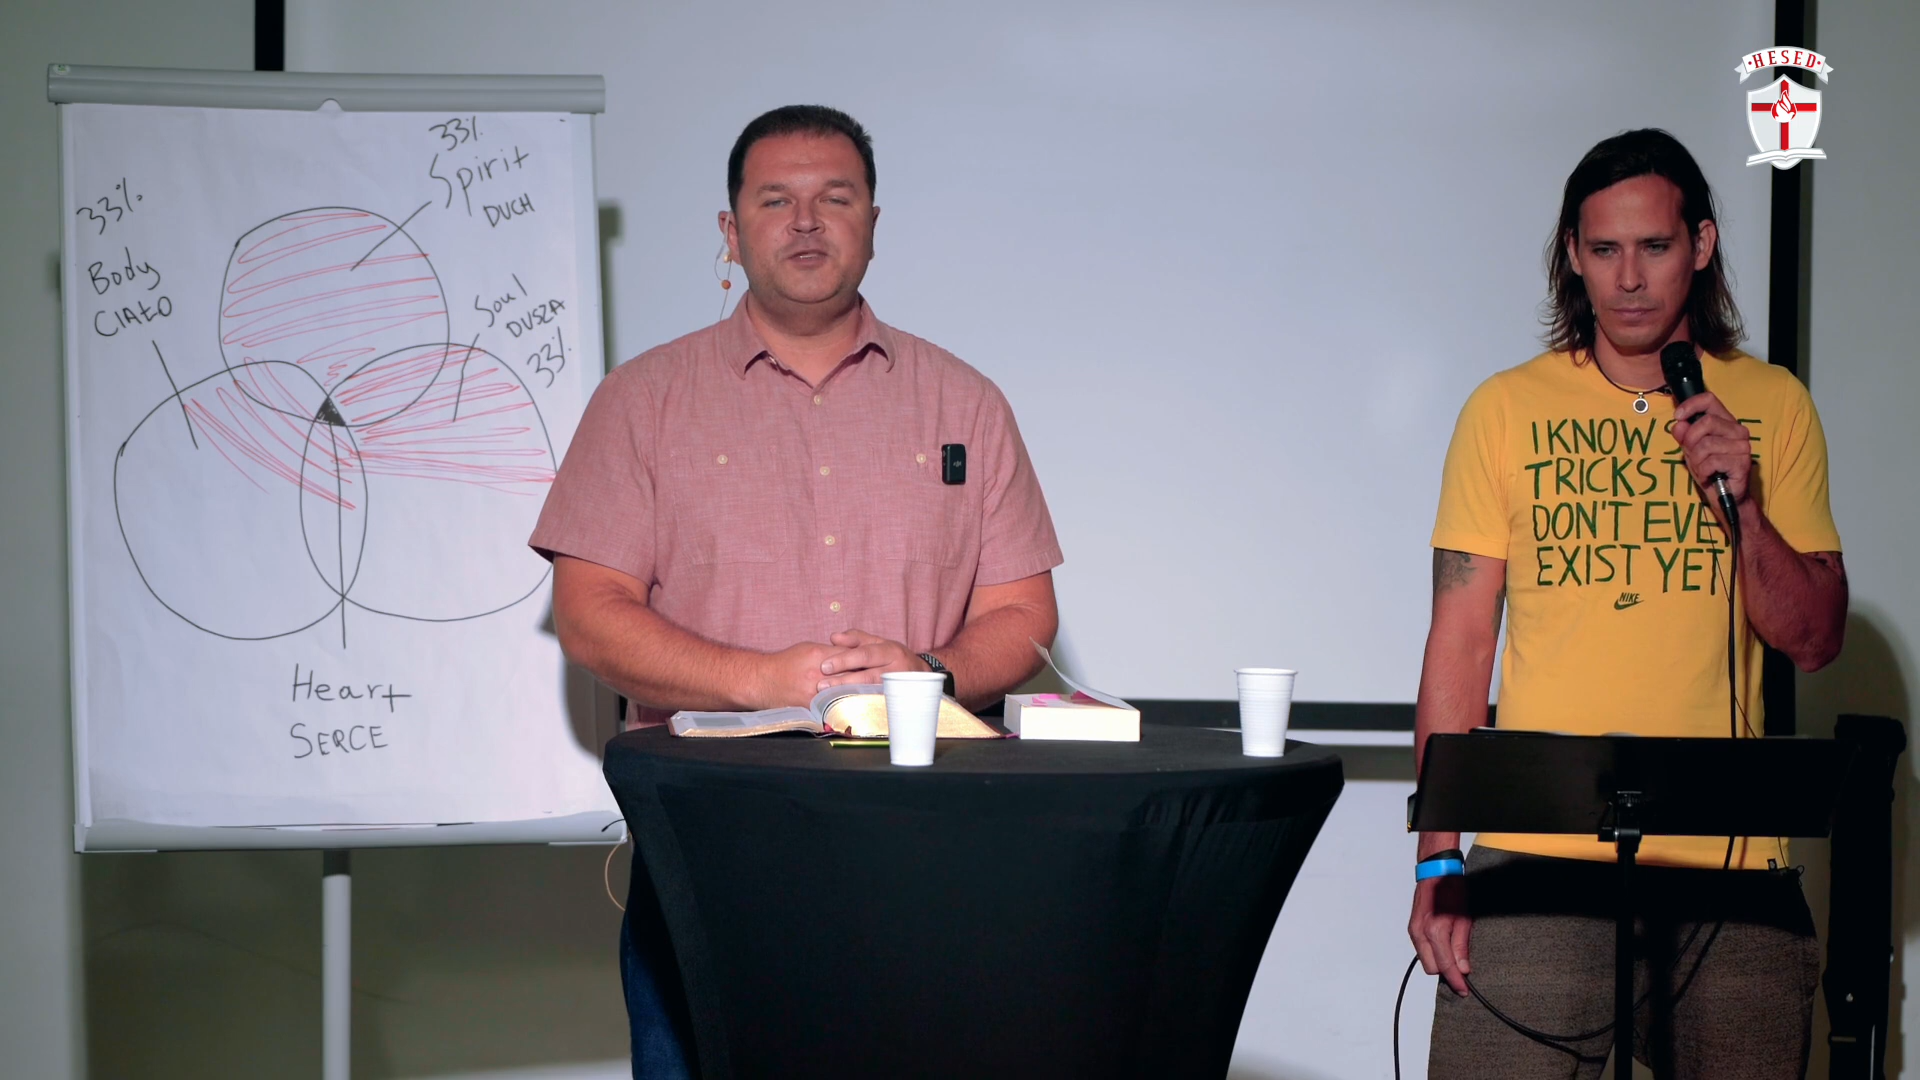 33%
Spirit
DUCH
33%
Body
CIAŁO
Soul
DUSZA
33%
Heart
SERCE
·HESED·
I KNOW
TRICKS
DON'T EVE
EXIST YET
NIKE
dji